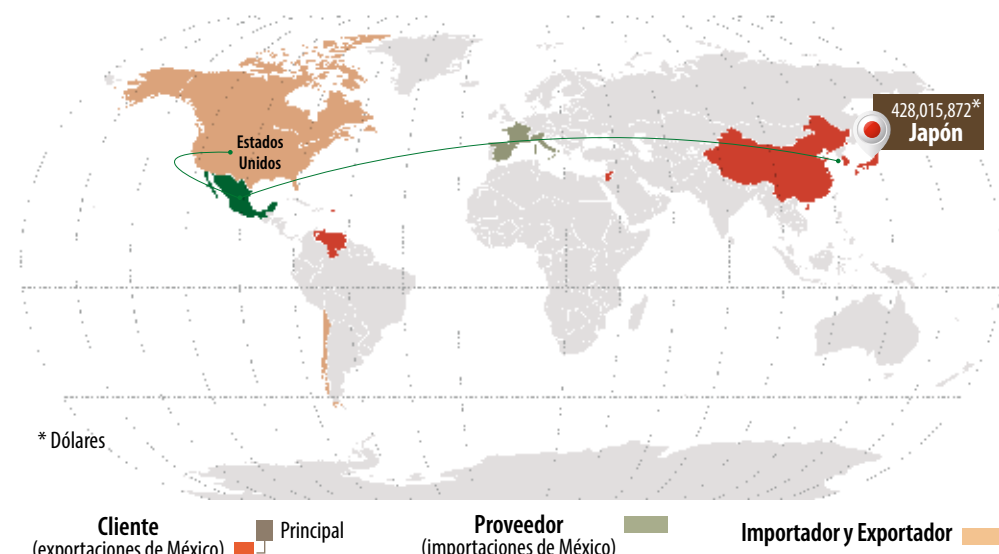 428,015,872*
Japón
Estados
Unidos
* Dólares
Cliente
(exportaciones de México)
Principal
Proveedor
(importaciones de México)
Importador y Exportador